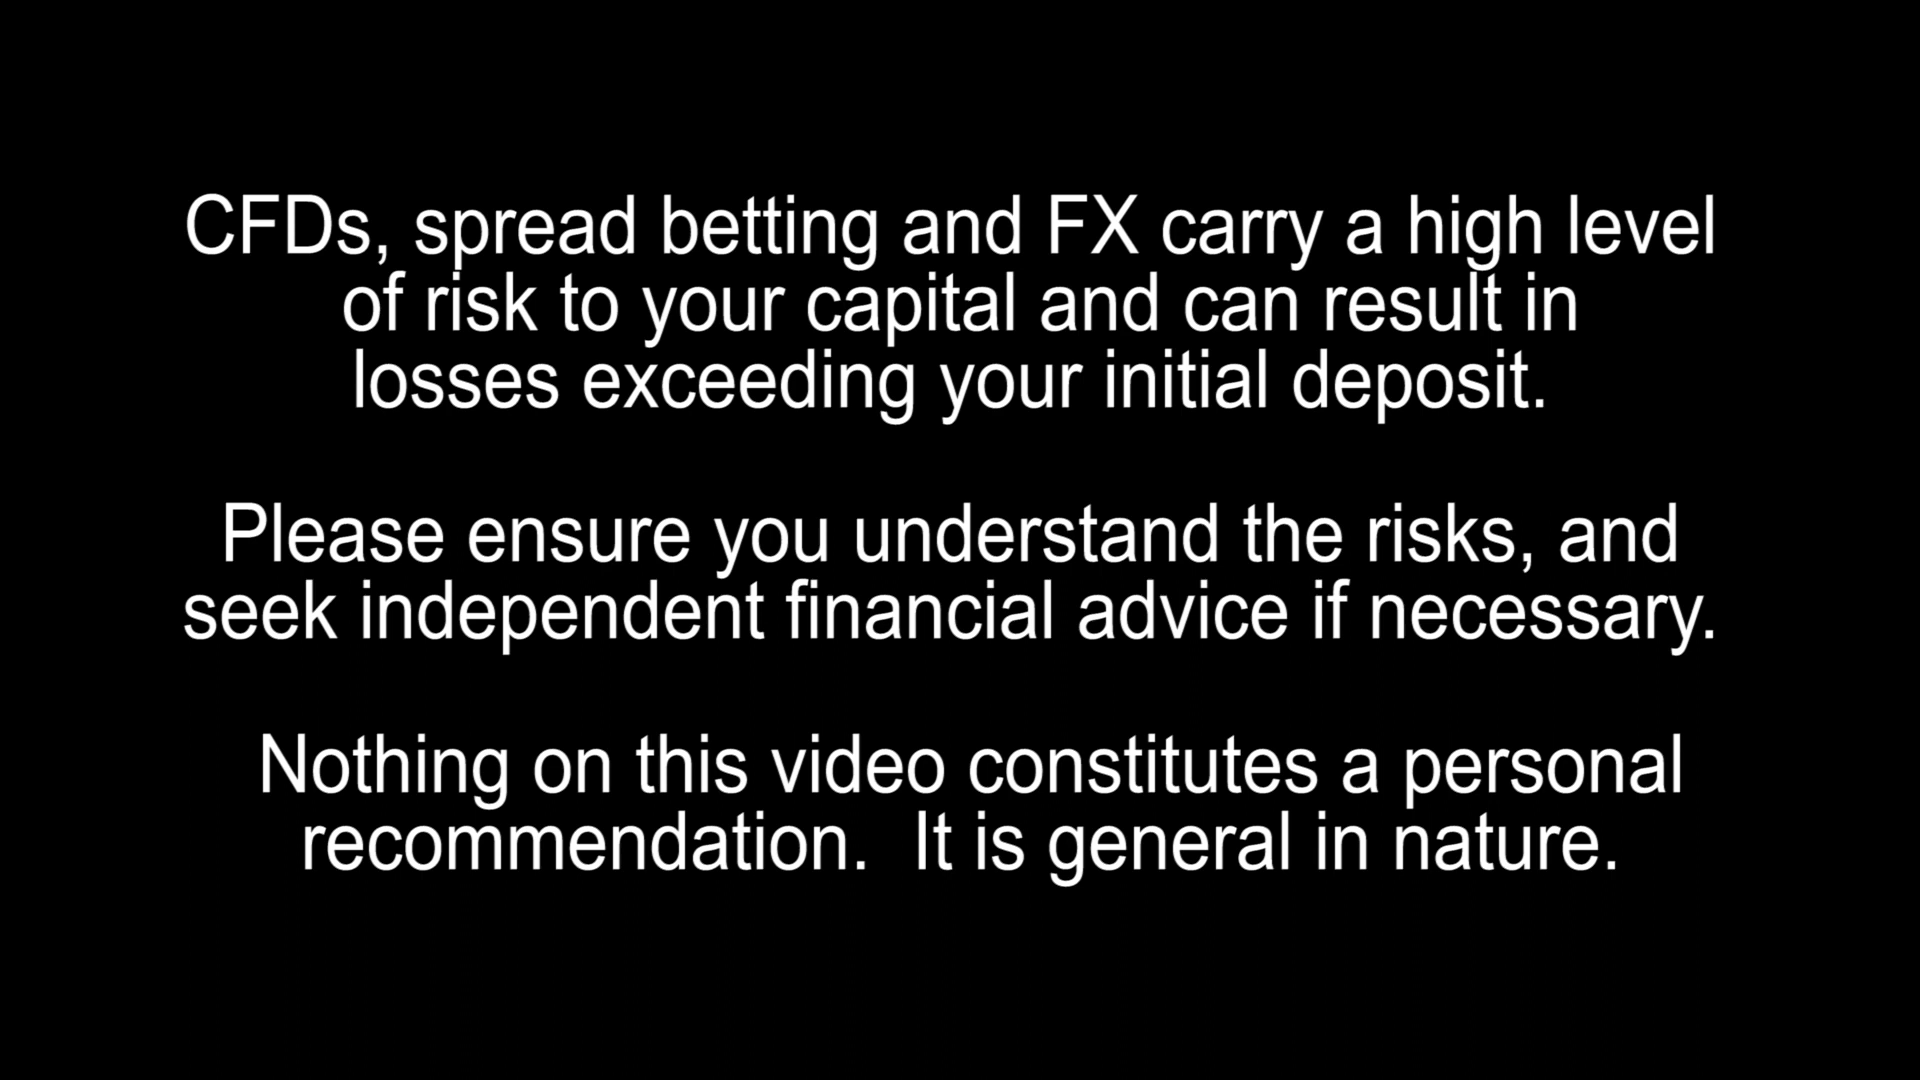 CFDs, spread betting and FX carry a high level
of risk to your capital and can result in
losses exceeding your initial deposit.
Please ensure you understand the risks, and
seek independent financial advice if necessary.
Nothing on this video constitutes a personal
recommendation.  It is general in nature.